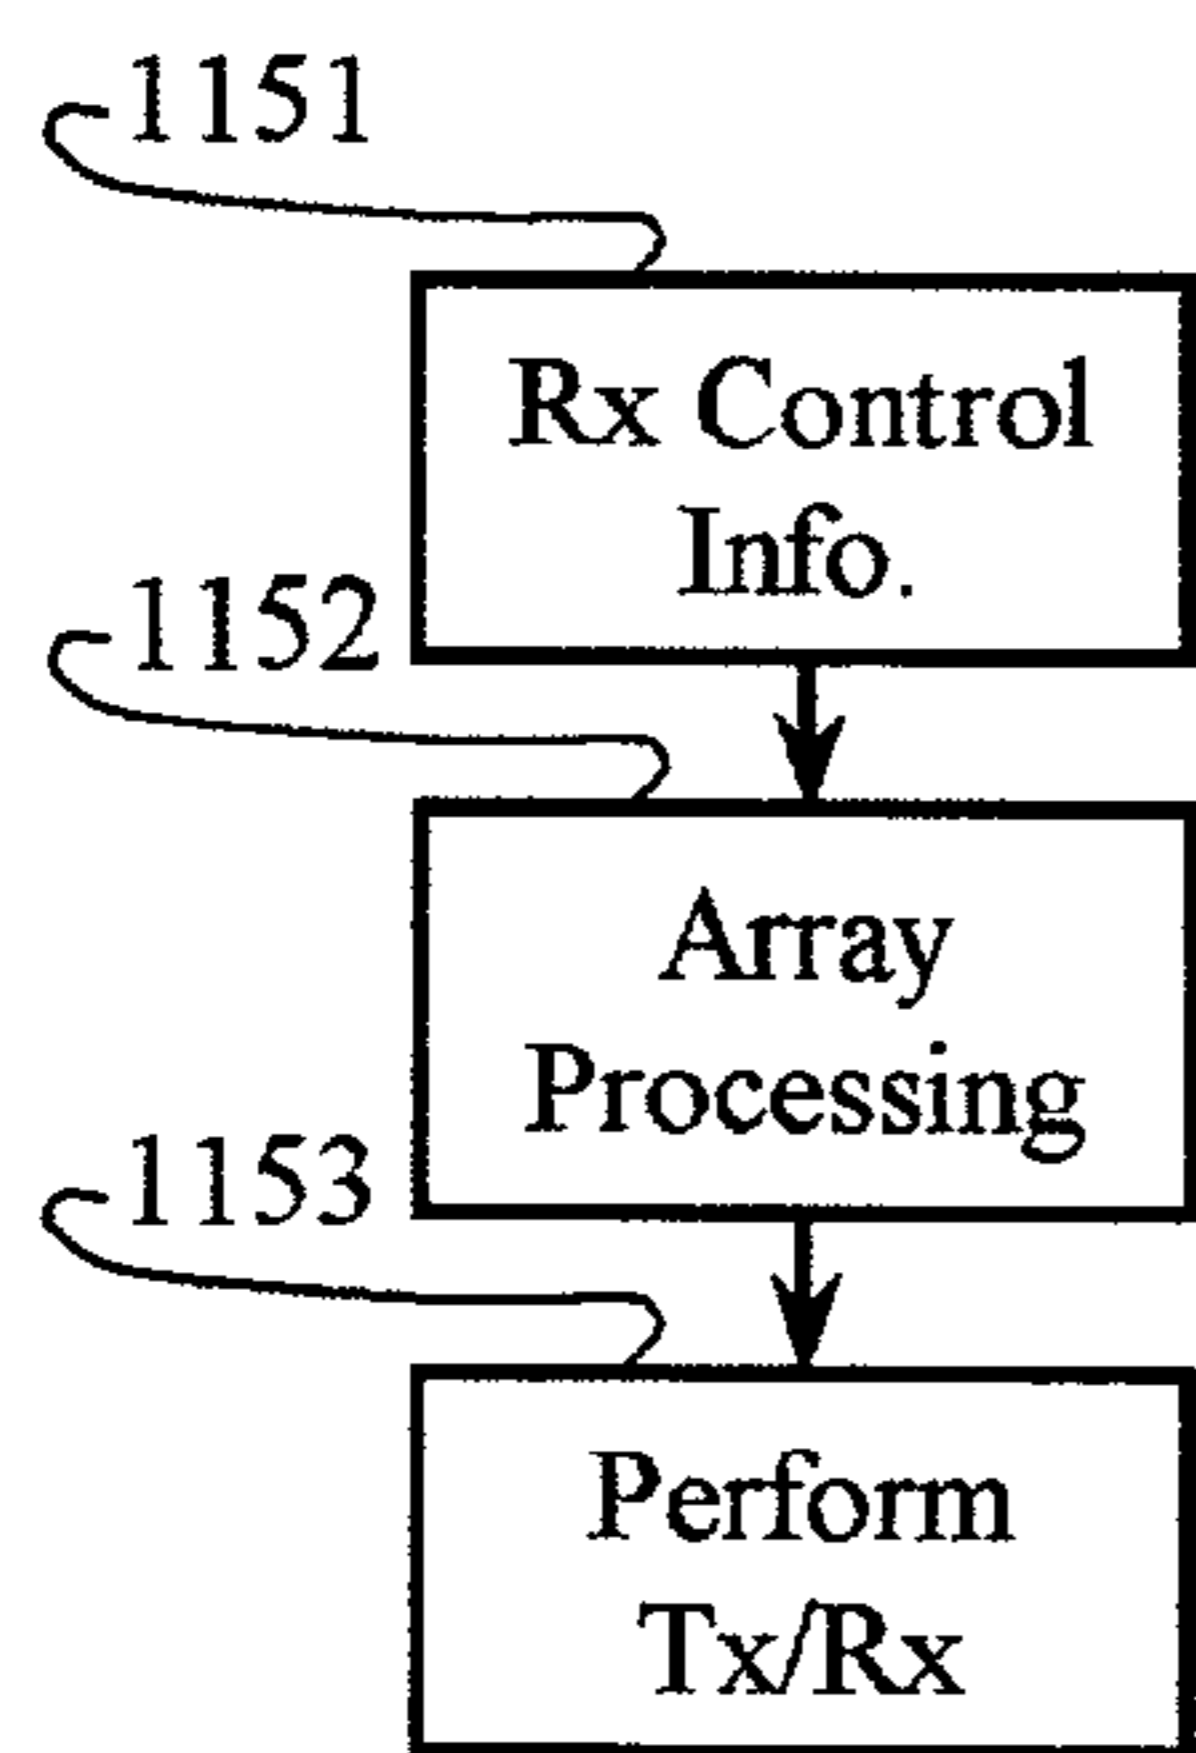 1151
Rx Control
Info.
1152
Array
Processing
1153
Perform
Tx/Rx